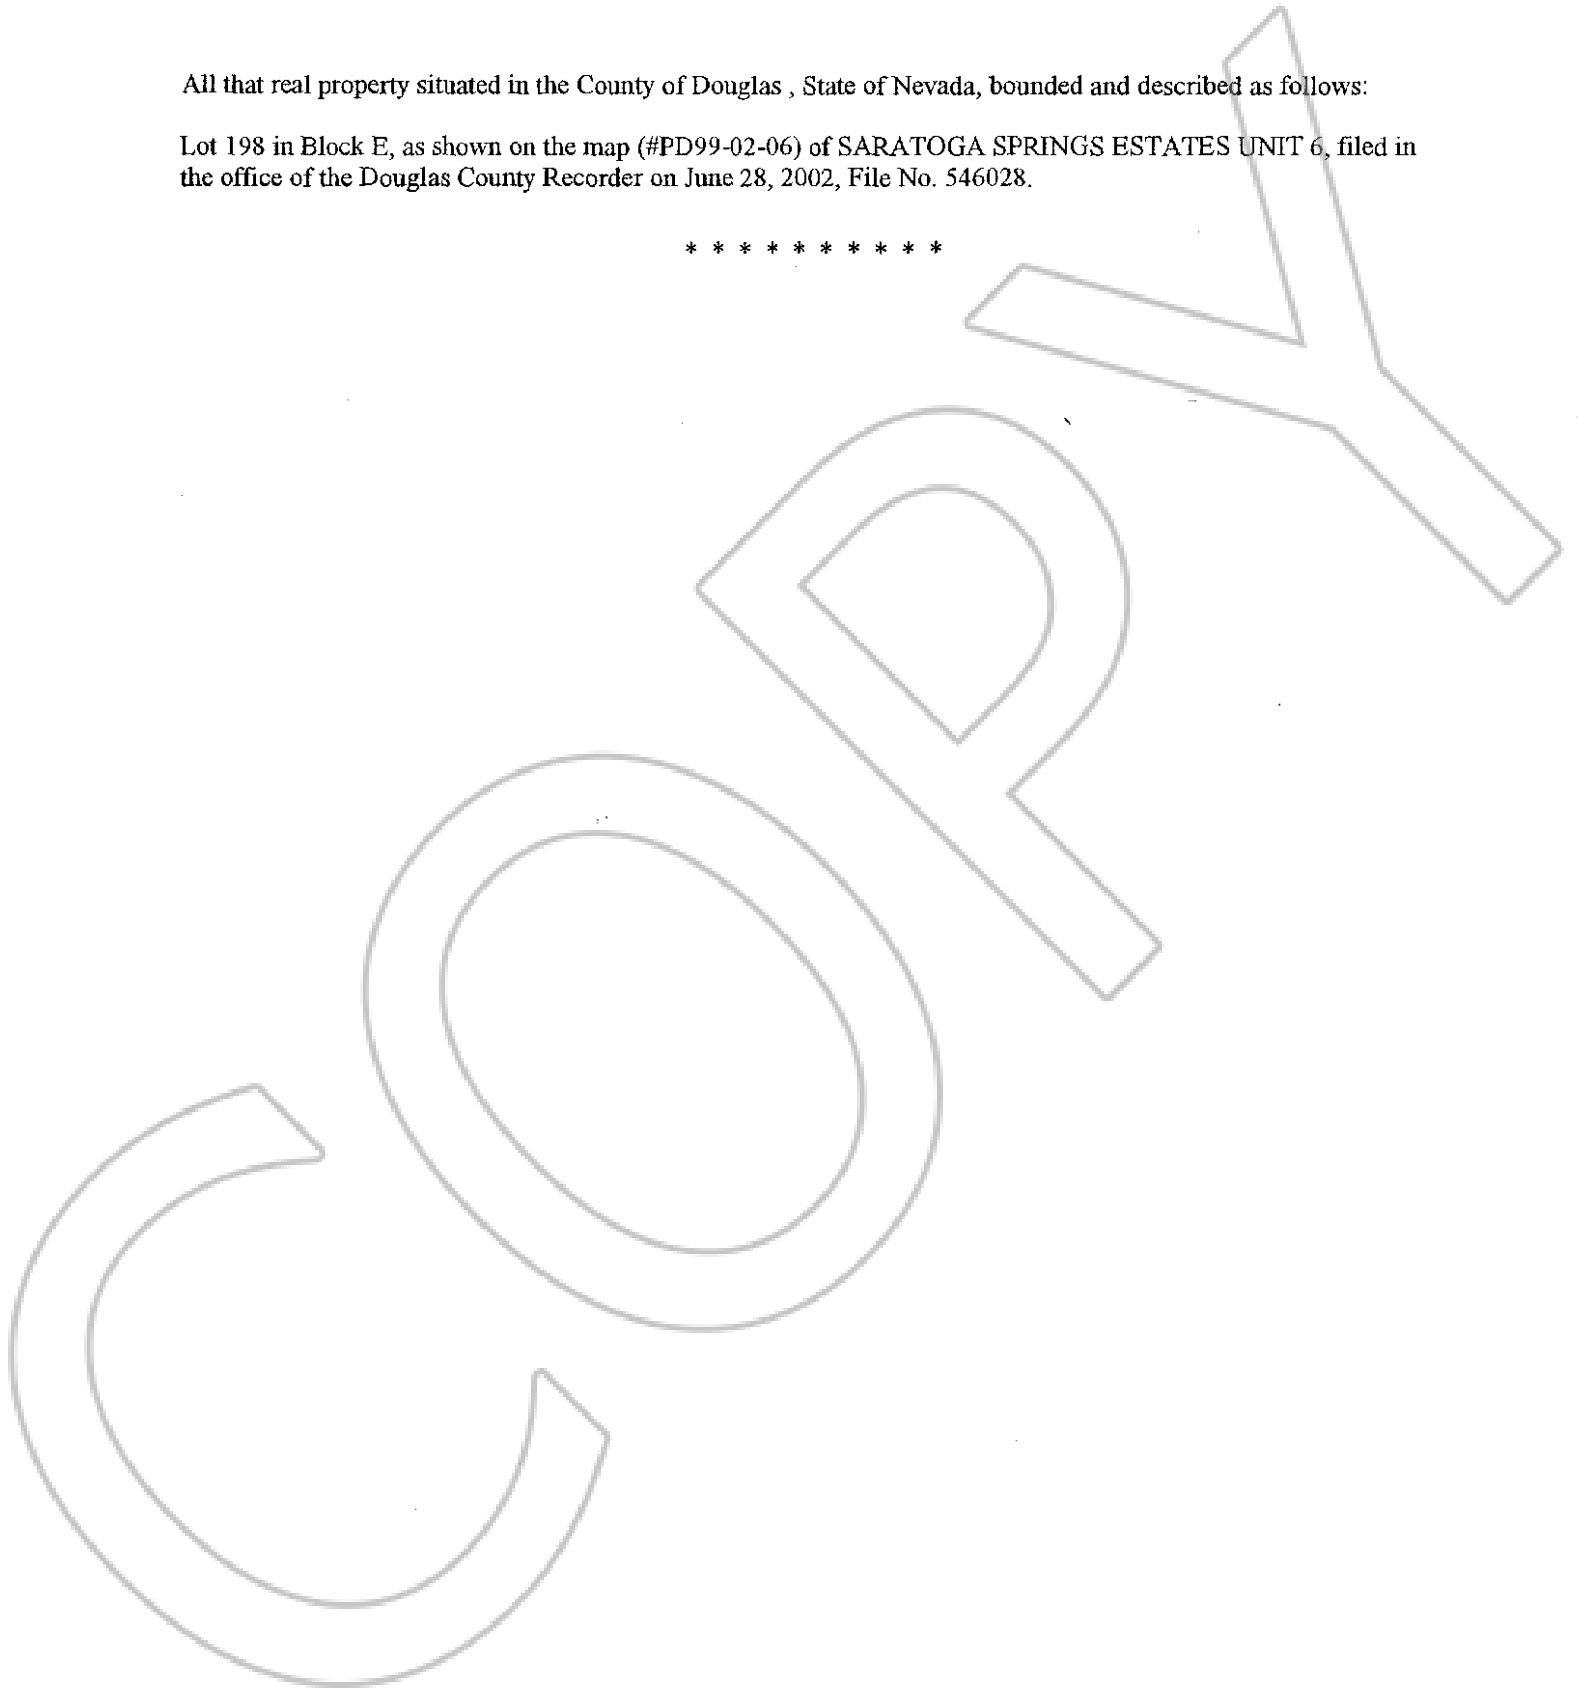 All that real property situated in the County of Douglas , State of Nevada, bounded and described as follows:
Lot 198 in Block E, as shown on the map (#PD99-02-06) of SARATOGA SPRINGS ESTATES UNIT 6, filed in
the office of the Douglas County Recorder on June 28, 2002, File No. 546028.
* * * * * * * * * *
COPY